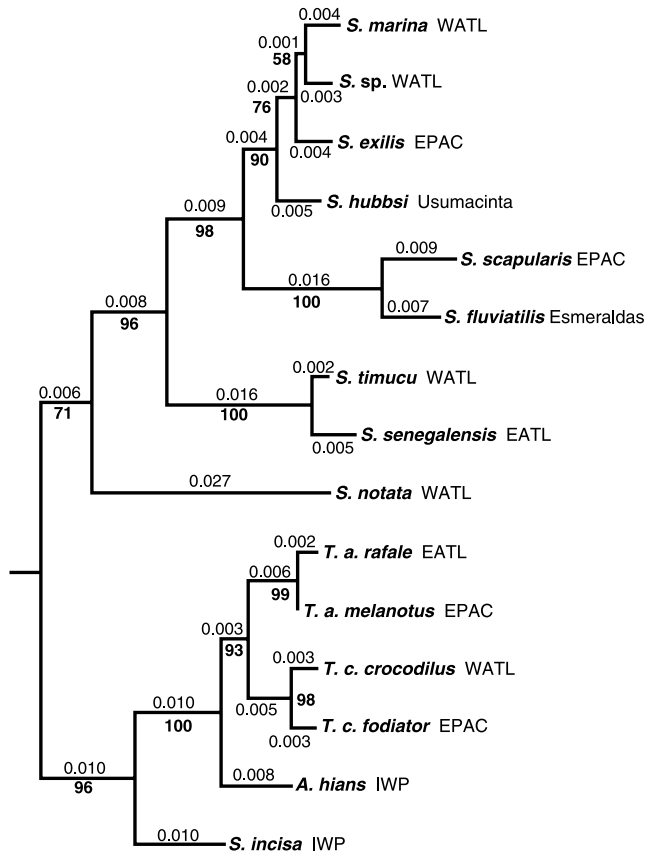 0.004
S. marina WATL
0.001
58
S. sp. WATL
0.003
0.002
76
S. exilis EPAC
0.004
0.004
90
S. hubbsi Usumacinta
0.005
0.009
98
0.009
S. scapularis EPAC
0.016
100
0.007
S. fluviatilis Esmeraldas
0.008
96
0.002
S. timucu WATL
0.016
100
S. senegalensis EATL
0.005
0.006
71
0.027
S. notata WATL
0.002
T. a. rafale EATL
0.006
99
T. a. melanotus EPAC
0.003
93
0.003
T. c. crocodilus WATL
98
0.005
T. c. fodiator EPAC
0.003
0.010
100
0.008
A. hians IWP
0.010
96
0.010
S. incisa IWP